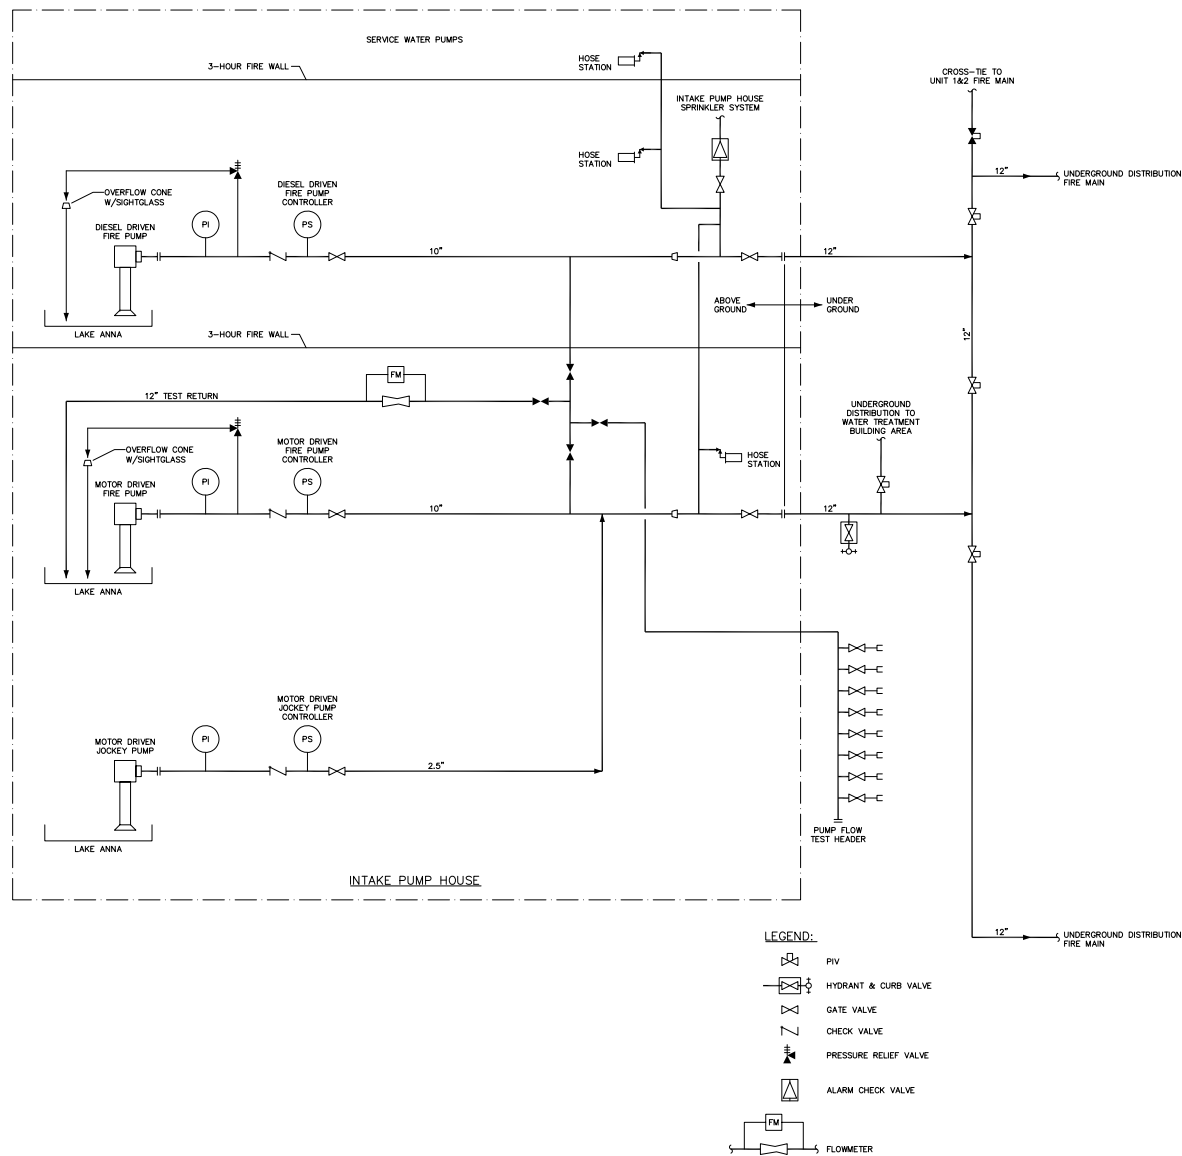 SERVICE WATER PUMPS
3-HOUR FIRE WALL
HOSE
STATION
INTAKE PUMP HOUSE
SPRINKLER SYSTEM
CROSS-TIE TO
UNIT 1&2 FIRE MAIN
HOSE
STATION
12"
UNDERGROUND DISTRIBUTION
FIRE MAIN
OVERFLOW CONE
W/SIGHTGLASS
DIESEL DRIVEN
FIRE PUMP
CONTROLLER
DIESEL DRIVEN
FIRE PUMP
PI
PS
10"
12"
ABOVE
GROUND
UNDER
GROUND
LAKE ANNA
3-HOUR FIRE WALL
12"
FM
12" TEST RETURN
UNDERGROUND
DISTRIBUTION TO
WATER TREATMENT
BUILDING AREA
OVERFLOW CONE
W/SIGHTGLASS
MOTOR DRIVEN
FIRE PUMP
CONTROLLER
HOSE
STATION
MOTOR DRIVEN
FIRE PUMP
PI
PS
10"
12"
LAKE ANNA
MOTOR DRIVEN
JOCKEY PUMP
CONTROLLER
MOTOR DRIVEN
JOCKEY PUMP
PI
PS
2.5"
LAKE ANNA
PUMP FLOW
TEST HEADER
INTAKE PUMP HOUSE
12"
UNDERGROUND DISTRIBUTION
FIRE MAIN
LEGEND:
PIV
HYDRANT & CURB VALVE
GATE VALVE
CHECK VALVE
PRESSURE RELIEF VALVE
ALARM CHECK VALVE
FM
FLOWMETER